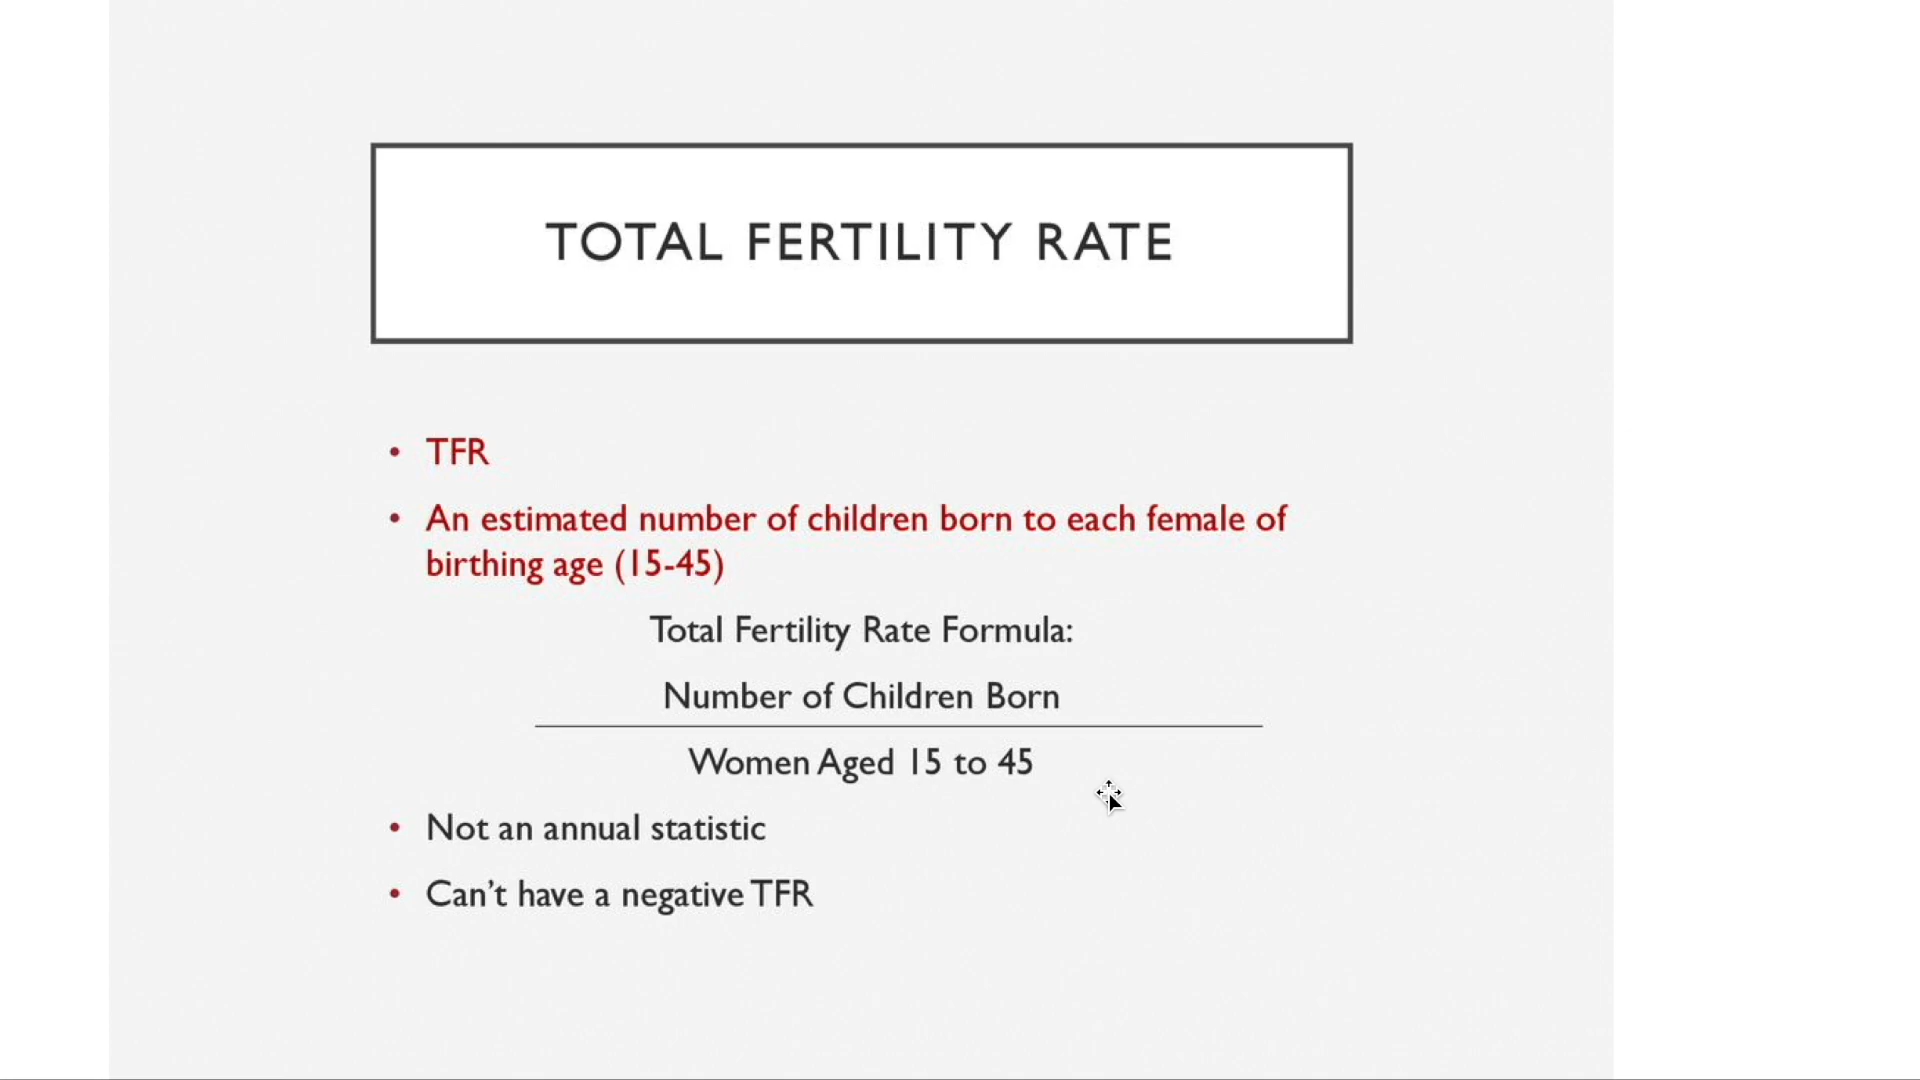 TOTAL FERTILITY RATE
• TFR
• An estimated number of children born to each female of
birthing age (15-45)
Total Fertility Rate Formula:
Number of Children Born
Women Aged 15 to 45
• Not an annual statistic
• Can’t have a negative TFR